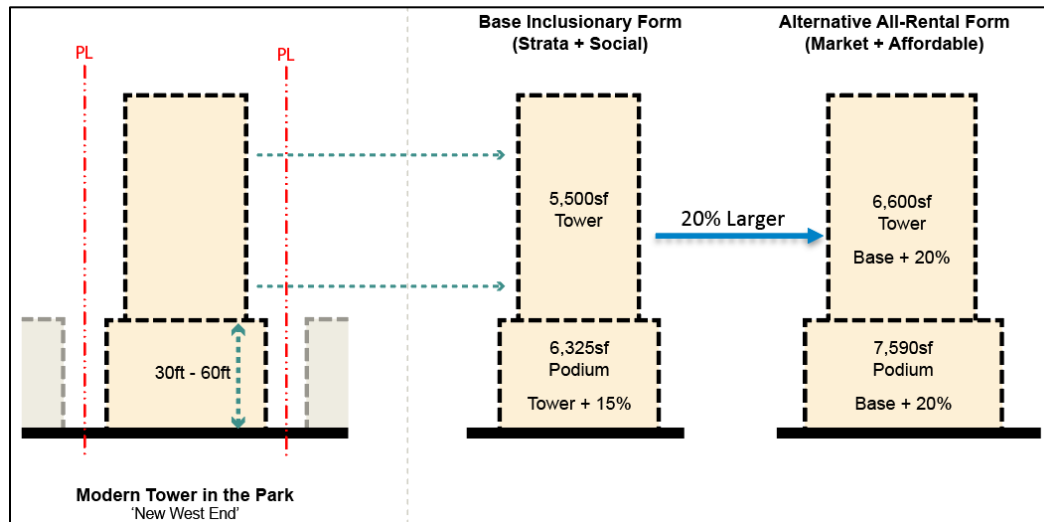 PL
PL
30ft - 60ft
Modern Tower in the Park
'New West End'
Base Inclusionary Form
(Strata + Social)
5,500sf
Tower
6,325sf
Podium
Tower + 15%
20% Larger
Alternative All-Rental Form
(Market + Affordable)
6,600sf
Tower
Base + 20%
7,590sf
Podium
Base + 20%